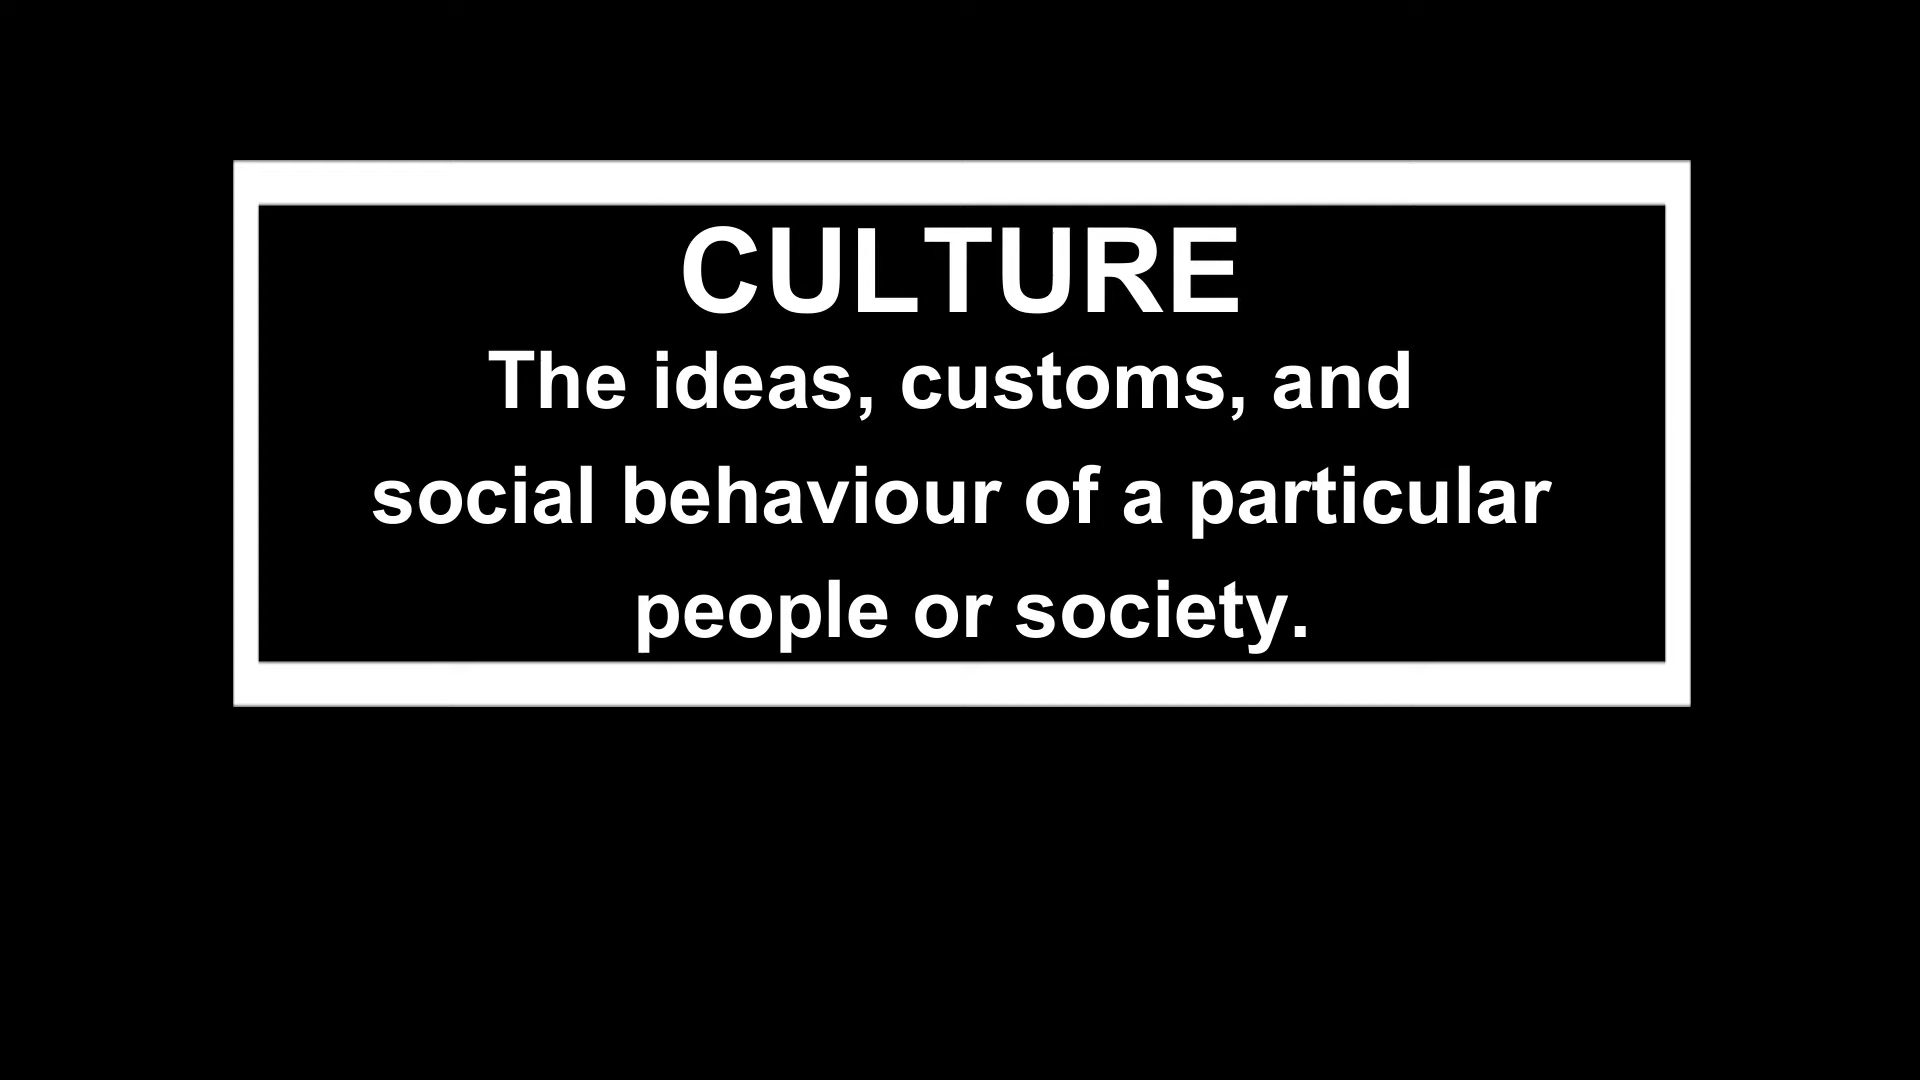 CULTURE
The ideas, customs, and
social behaviour of a particular
people or society.